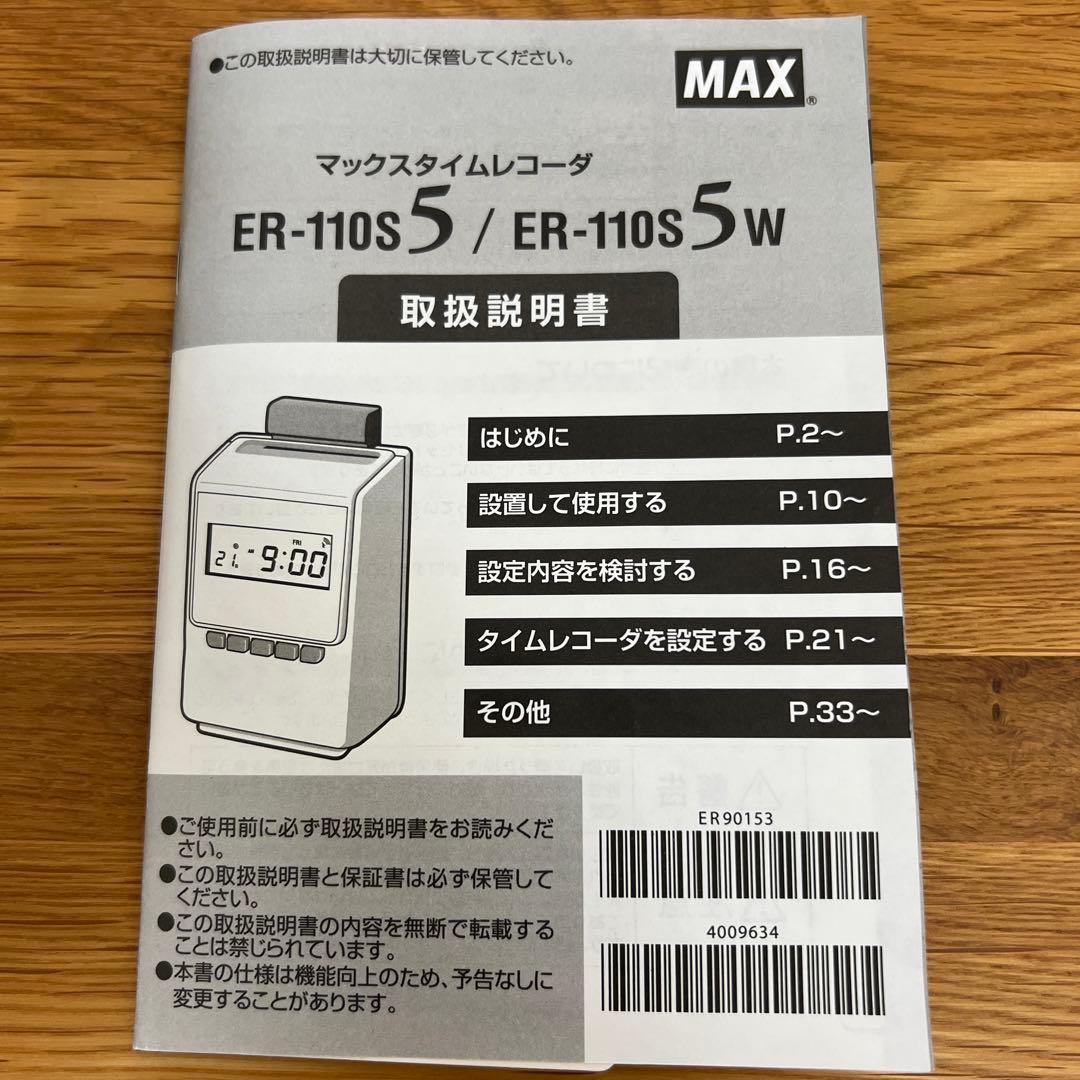 ●この取扱説明書は大切に保管してください。
MAX®
マックスタイムレコーダ
ER-110S5 / ER-110S5W
取扱説明書
はじめに P.2～
設置して使用する P.10～
設定内容を検討する P.16～
タイムレコーダを設定する P.21～
その他 P.33～
FRI
21日 AM 9:00
●ご使用前に必ず取扱説明書をお読みくだ
さい。
●この取扱説明書と保証書は必ず保管して
ください。
●この取扱説明書の内容を無断で転載する
ことは禁じられています。
●本書の仕様は機能向上のため、予告なしに
変更することがあります。
ER90153
4009634